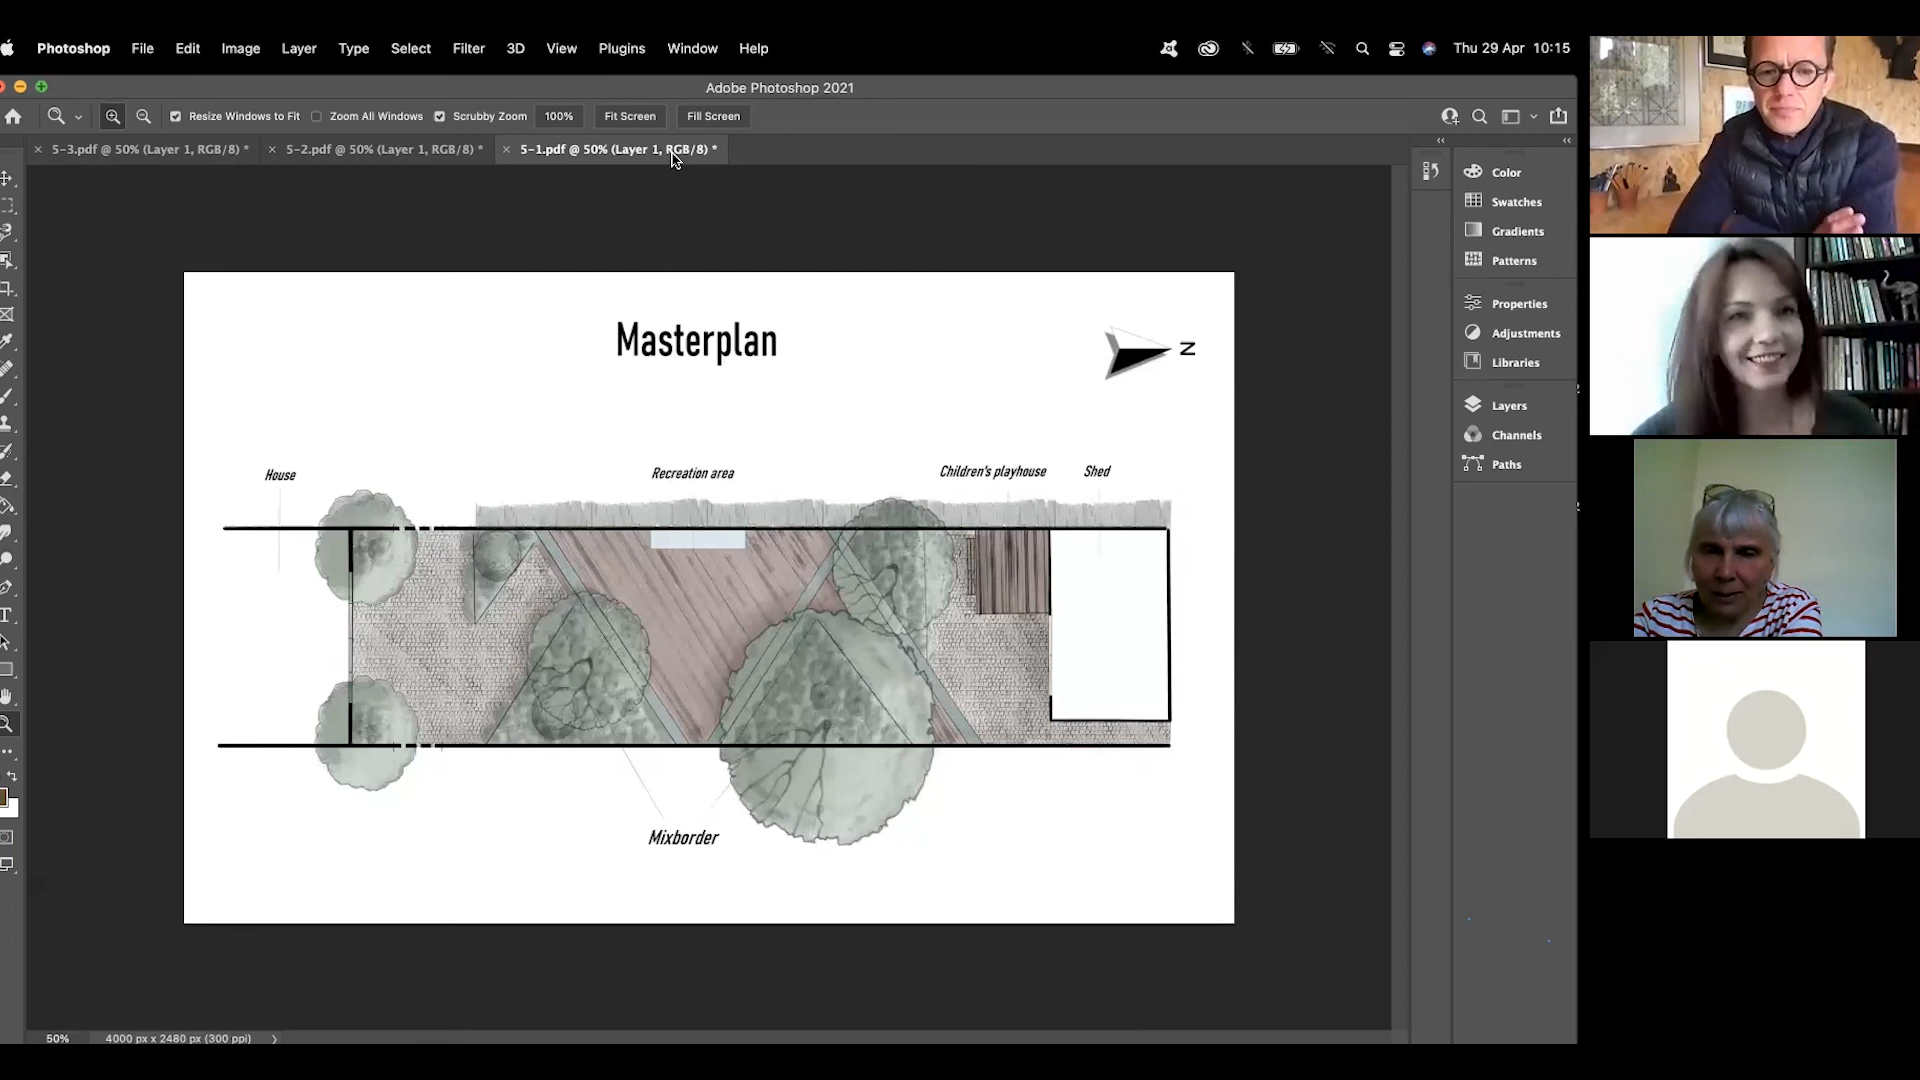 Photoshop File Edit Image Layer Type Select Filter 3D View Plugins Window Help Thu 29 Apr 10:15
Adobe Photoshop 2021
Resize Windows to Fit Zoom All Windows Scrubby Zoom 100% Fit Screen Fill Screen
5-3.pdf @ 50% (Layer 1, RGB/8) * 5-2.pdf @ 50% (Layer 1, RGB/8) * 5-1.pdf @ 50% (Layer 1, RGB/8) *
Color
Swatches
Gradients
Patterns
Properties
Adjustments
Libraries
Layers
Channels
Paths
Masterplan
N
House Recreation area Children's playhouse Shed
Mixborder
50% 4000 px x 2480 px (300 ppi)